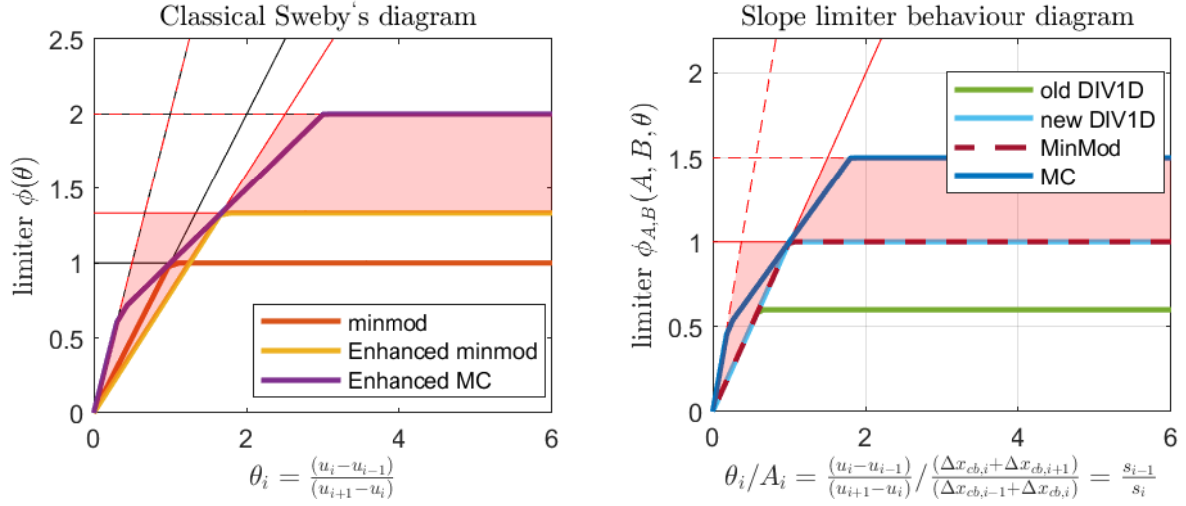 Classical Sweby‘s diagram
2.5
2
1.5
1
0.5
0
limiter ϕ(θ)
minmod
Enhanced minmod
Enhanced MC
0 2 4 6
θ_i = (u_i−u_{i−1})/(u_{i+1}−u_i)
Slope limiter behaviour diagram
2
1.5
1
0.5
0
limiter ϕ_{A,B}(A, B, θ)
old DIV1D
new DIV1D
MinMod
MC
0 2 4 6
θ_i/A_i = (u_i−u_{i−1})/(u_{i+1}−u_i) / (Δx_{cb,i}+Δx_{cb,i+1})/(Δx_{cb,i−1}+Δx_{cb,i}) = s_{i−1}/s_i